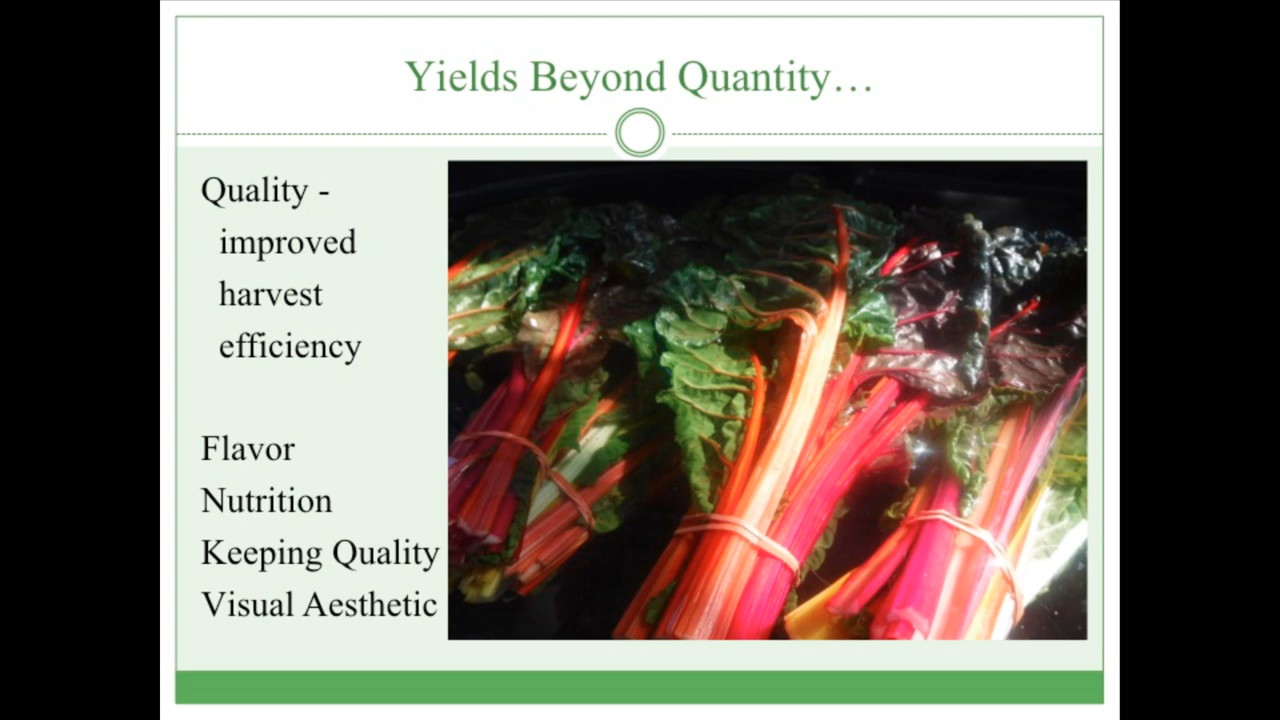 Yields Beyond Quantity…
Quality -
improved
harvest
efficiency
Flavor
Nutrition
Keeping Quality
Visual Aesthetic